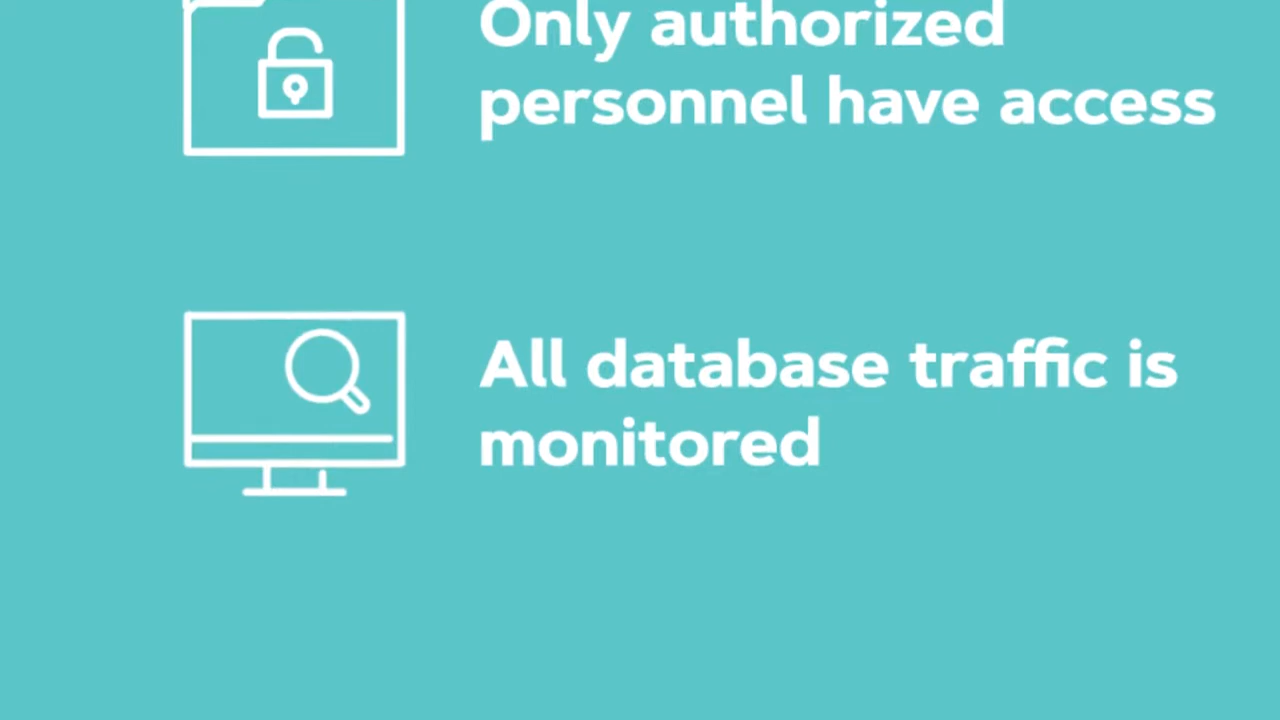 Only authorized
personnel have access
All database traffic is
monitored